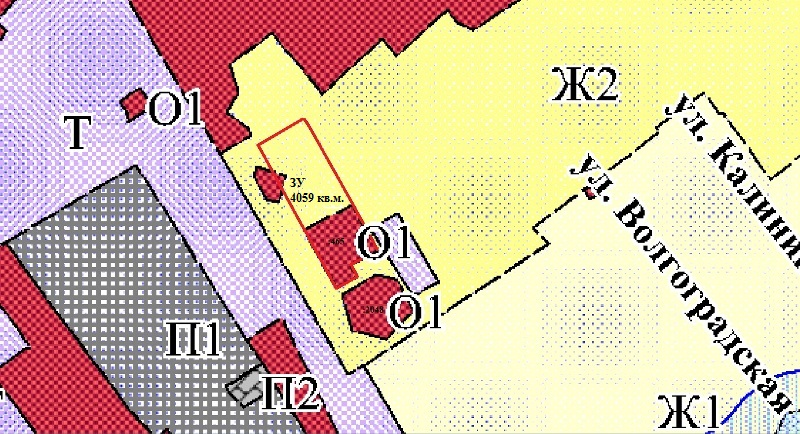 Ж2
О1
Т
ул. Калинин
ул. Волгоградская
ЗУ
4059 кв.м.
О1
О1
П1
П2
Ж1